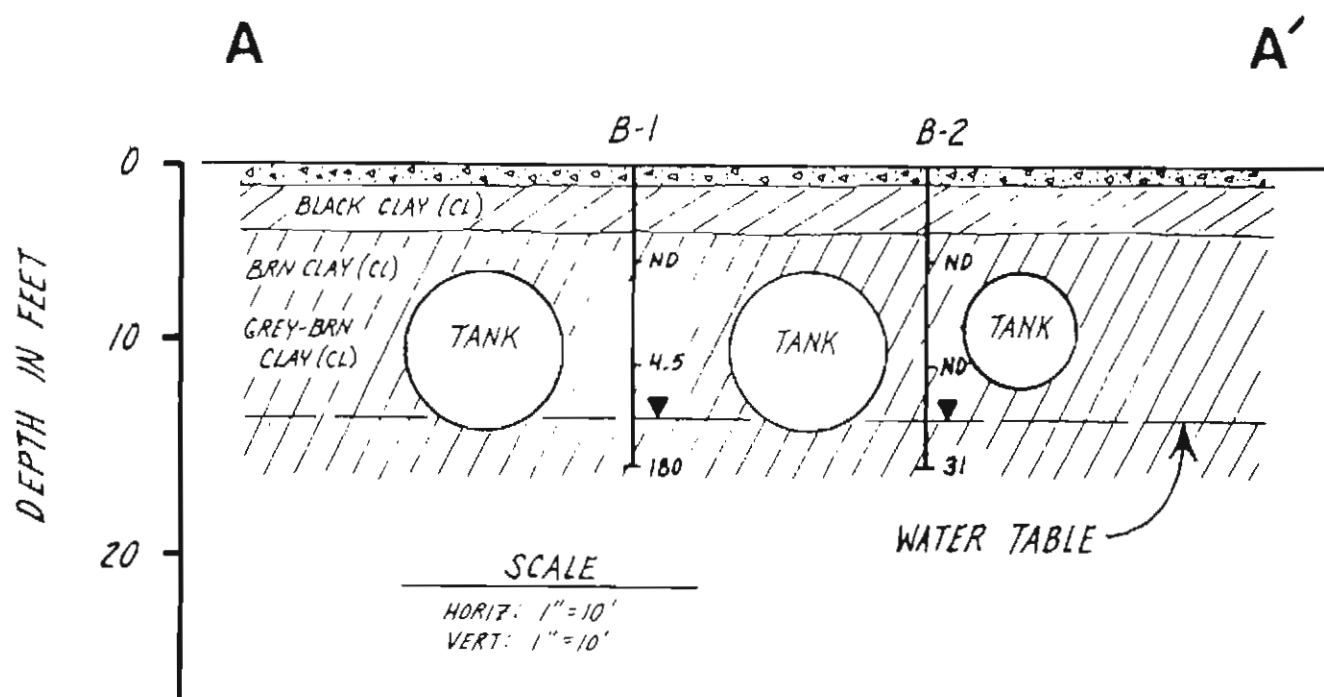 A A′
B-1 B-2
0
BLACK CLAY (CL)
BRN CLAY (CL) ND ND
GREY-BRN
CLAY (CL)
TANK TANK TANK
10
4.5 ND
180 31
WATER TABLE
20
SCALE
HORIZ: 1"=10'
VERT: 1"=10'
DEPTH IN FEET